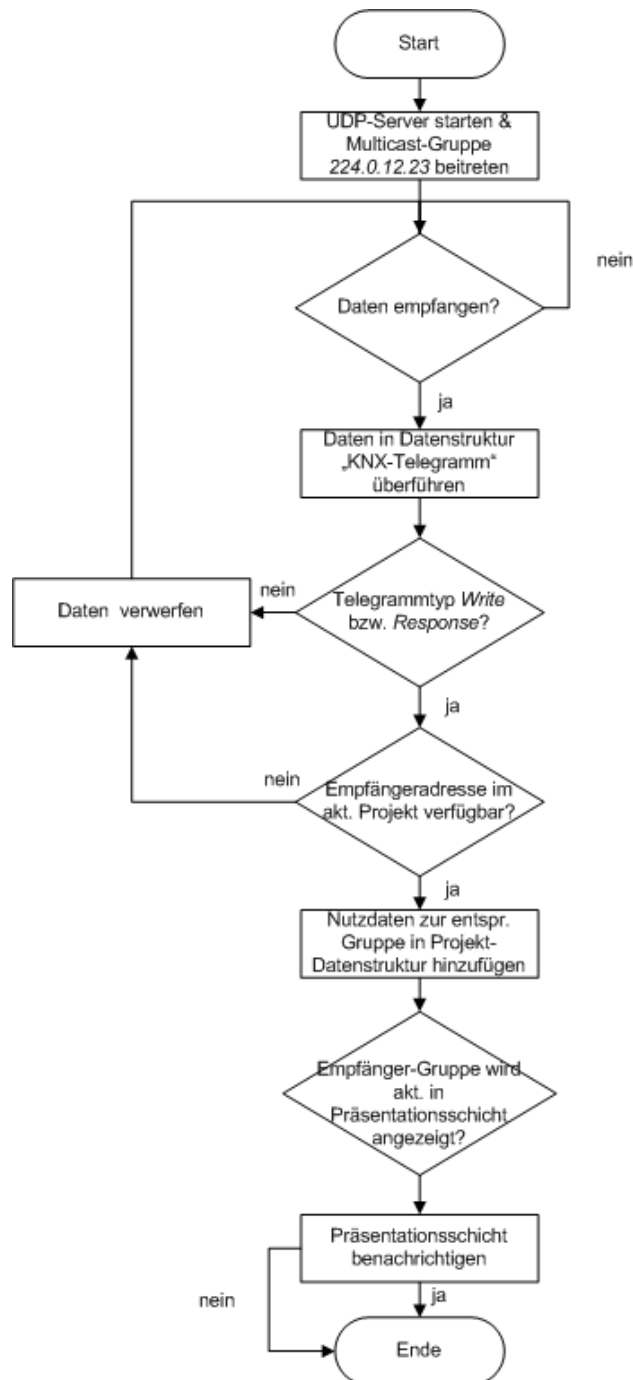 Start
UDP-Server starten &
Multicast-Gruppe
224.0.12.23 beitreten
nein
Daten empfangen?
ja
Daten in Datenstruktur
„KNX-Telegramm“
überführen
nein
Telegrammtyp Write
bzw. Response?
Daten verwerfen
ja
nein
Empfängeradresse im
akt. Projekt verfügbar?
ja
Nutzdaten zur entspr.
Gruppe in Projekt-
Datenstruktur hinzufügen
Empfänger-Gruppe wird
akt. in
Präsentationsschicht
angezeigt?
Präsentationsschicht
benachrichtigen
nein
ja
Ende